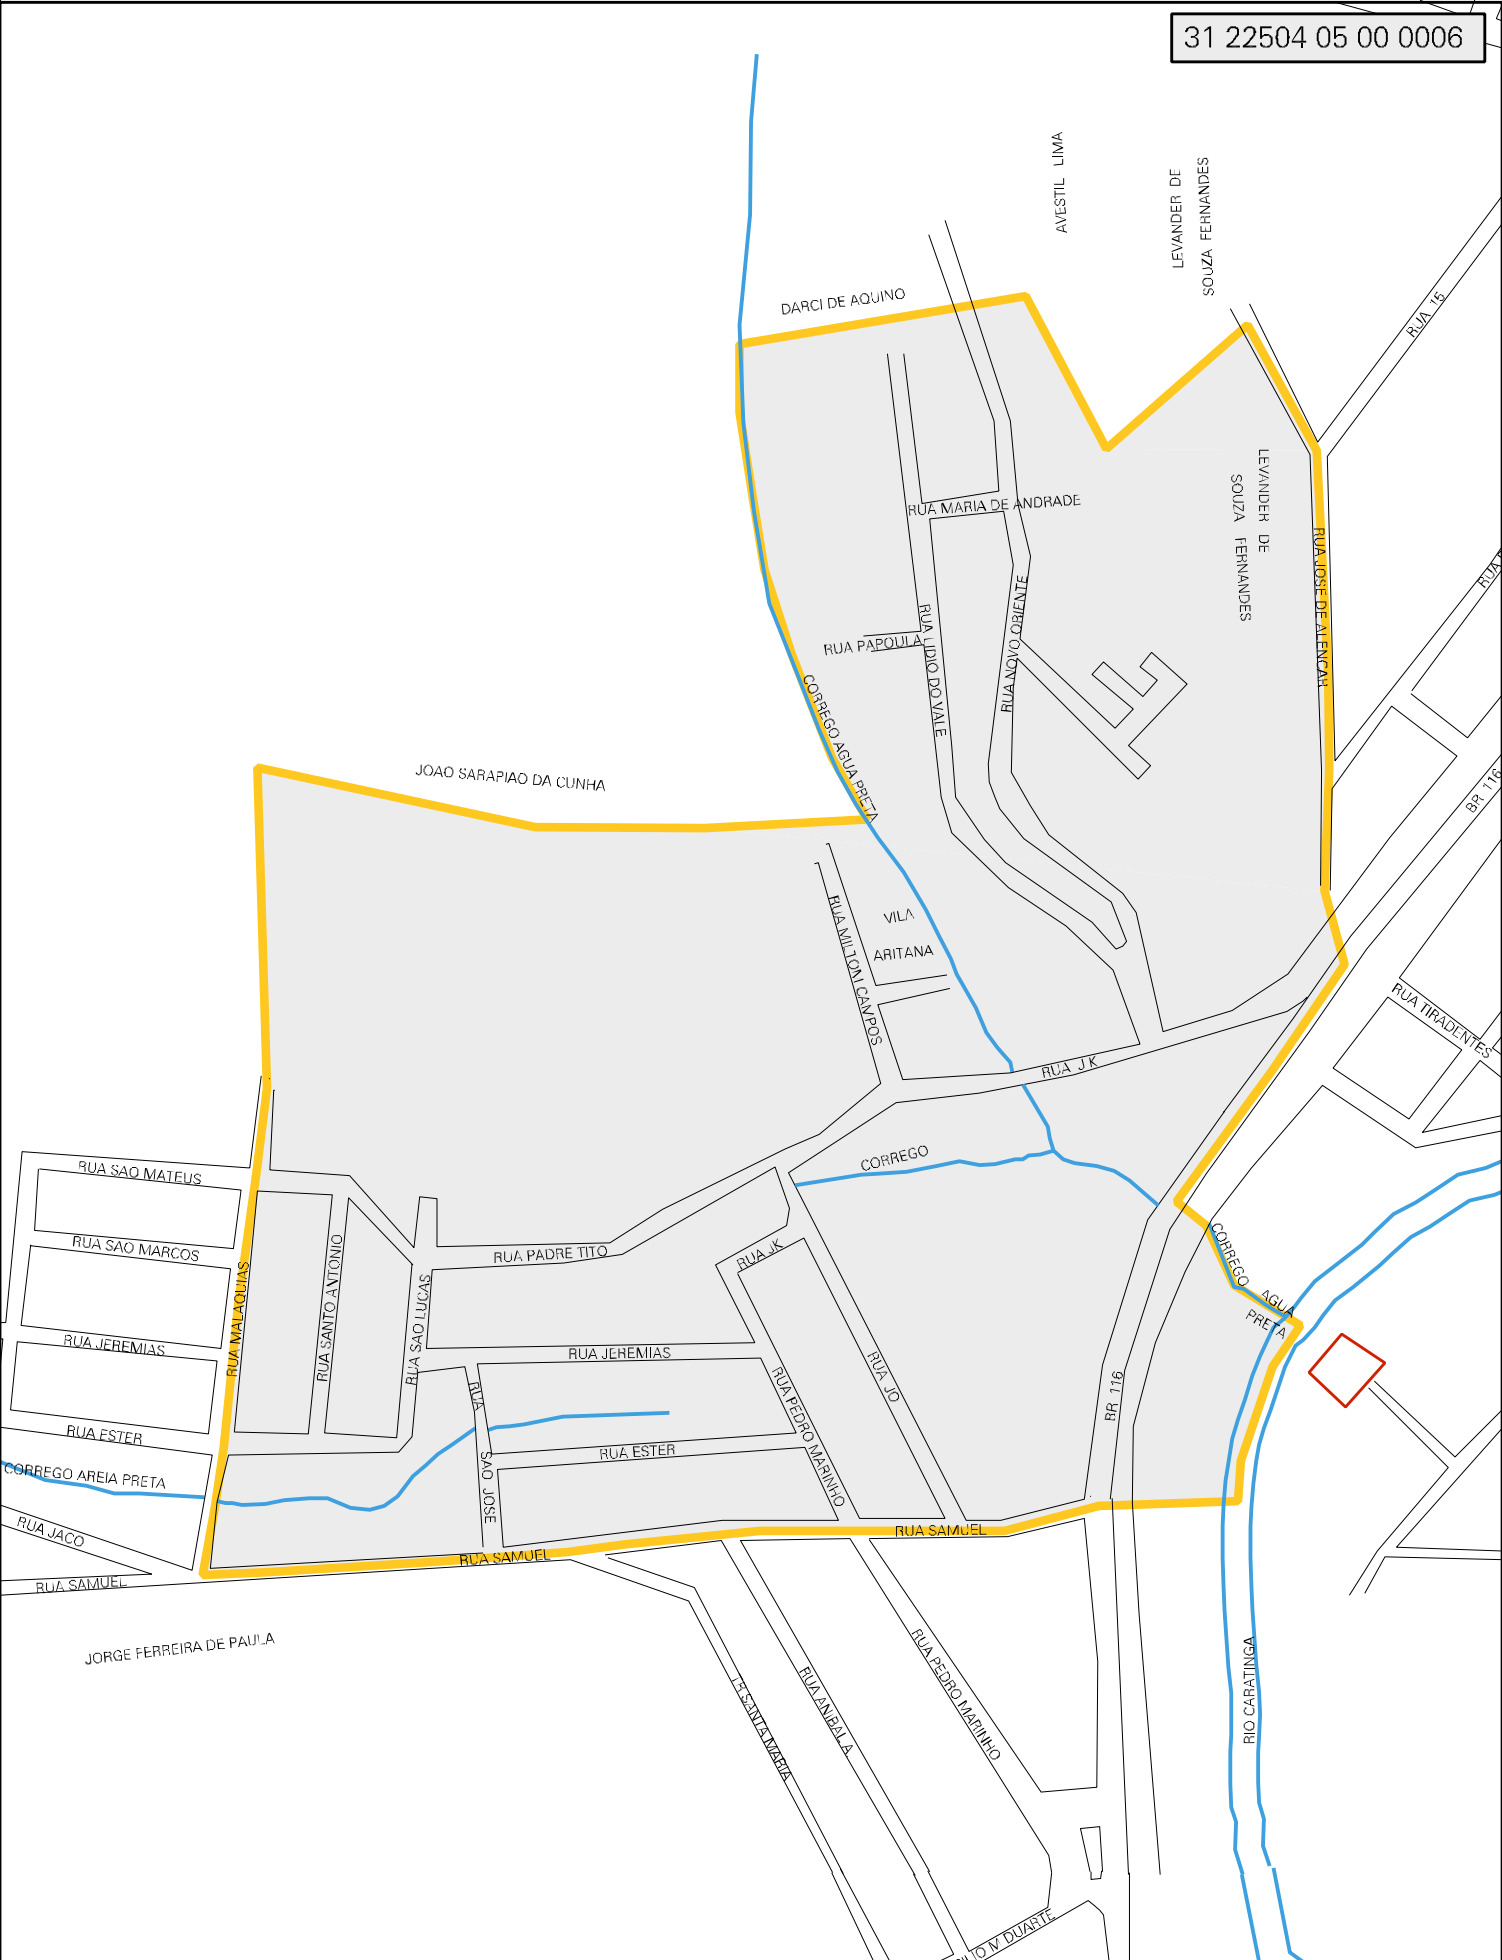 31 22504 05 00 0006
AVESTIL LIMA
LEVANDER DE
SOUZA FERNANDES
DARCI DE AQUINO
RUA 15
LEVANDER DE
SOUZA FERNANDES
RUA MARIA DE ANDRADE
RUA JOSE DE ALENCAR
RUA
RUA NOVO ORIENTE
RUA LIDIO DO VALE
RUA PAPOULA
CORREGO AGUA PRETA
JOAO SARAPIAO DA CUNHA
BR 116
VILA
ARITANA
RUA MILTON CAMPOS
RUA TIRADENTES
RUA J K
CORREGO
RUA SAO MATEUS
RUA SAO MARCOS
RUA PADRE TITO
RUA JK
CORREGO AGUA
PRETA
RUA MALAQUIAS
RUA SANTO ANTONIO
RUA SAO LUCAS
RUA JEREMIAS
RUA JEREMIAS
RUA JO
RUA PEDRO MARINHO
BR 116
RUA SAO JOSE
RUA ESTER
RUA ESTER
CORREGO AREIA PRETA
RUA JACO
RUA SAMUEL
RUA SAMUEL
RUA SAMUEL
JORGE FERREIRA DE PAULA
TR SANTA MARIA
RUA ANIBAL A
RUA PEDRO MARINHO
RIO CARATINGA
M DUARTE